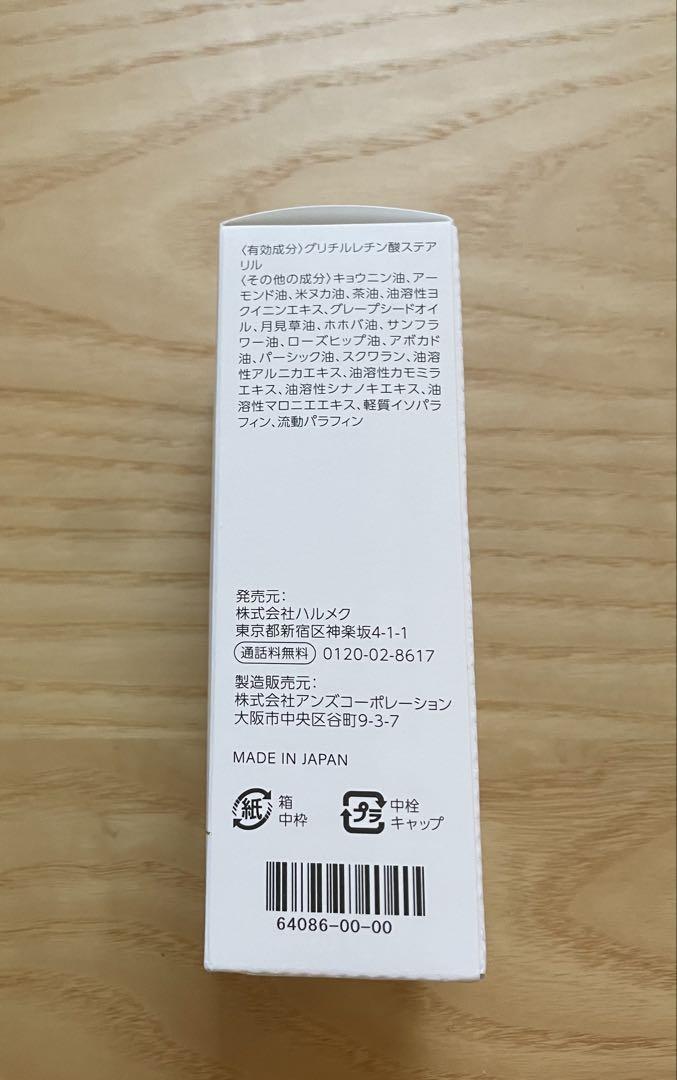 〈有効成分〉グリチルレチン酸ステア
リル
〈その他の成分〉キョウニン油、アー
モンド油、米ヌカ油、茶油、油溶性ヨ
クイニンエキス、グレープシードオイ
ル、月見草油、ホホバ油、サンフラ
ワー油、ローズヒップ油、アボカド
油、パーシック油、スクワラン、油溶
性アルニカエキス、油溶性カモミラ
エキス、油溶性シナノキエキス、油
溶性マロニエエキス、軽質イソパラ
フィン、流動パラフィン
発売元：
株式会社ハルメク
東京都新宿区神楽坂4-1-1
通話料無料 0120-02-8617
製造販売元：
株式会社アンズコーポレーション
大阪市中央区谷町9-3-7
MADE IN JAPAN
紙 箱
中枠
プラ 中栓
キャップ
64086-00-00